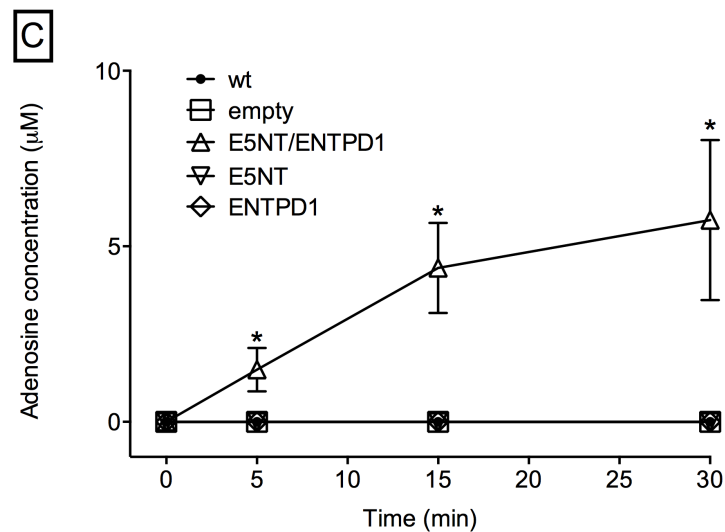 C
wt
empty
E5NT/ENTPD1
E5NT
ENTPD1
Adenosine concentration (μM)
10
5
0
*
*
*
0 5 10 15 20 25 30
Time (min)